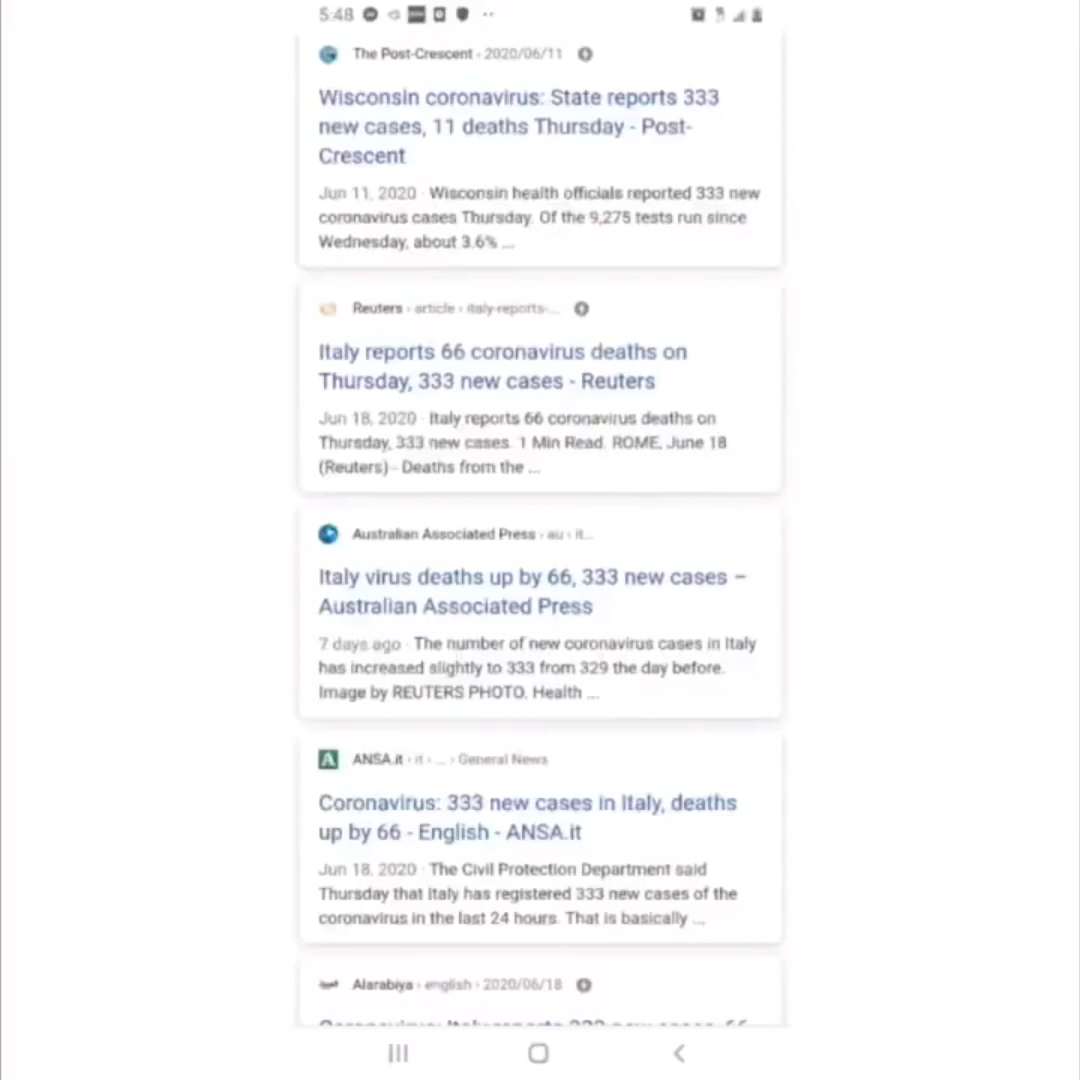 5:48
The Post-Crescent › 2020/06/11
Wisconsin coronavirus: State reports 333
new cases, 11 deaths Thursday - Post-
Crescent
Jun 11, 2020 · Wisconsin health officials reported 333 new
coronavirus cases Thursday. Of the 9,275 tests run since
Wednesday, about 3.6% ...
Reuters › article › italy-reports-...
Italy reports 66 coronavirus deaths on
Thursday, 333 new cases - Reuters
Jun 18, 2020 · Italy reports 66 coronavirus deaths on
Thursday, 333 new cases. 1 Min Read. ROME, June 18
(Reuters) - Deaths from the ...
Australian Associated Press › au › it...
Italy virus deaths up by 66, 333 new cases –
Australian Associated Press
7 days ago · The number of new coronavirus cases in Italy
has increased slightly to 333 from 329 the day before.
Image by REUTERS PHOTO. Health ...
A ANSA.it › it › ... › General News
Coronavirus: 333 new cases in Italy, deaths
up by 66 - English - ANSA.it
Jun 18, 2020 · The Civil Protection Department said
Thursday that Italy has registered 333 new cases of the
coronavirus in the last 24 hours. That is basically ...
Alarabiya › english › 2020/06/18